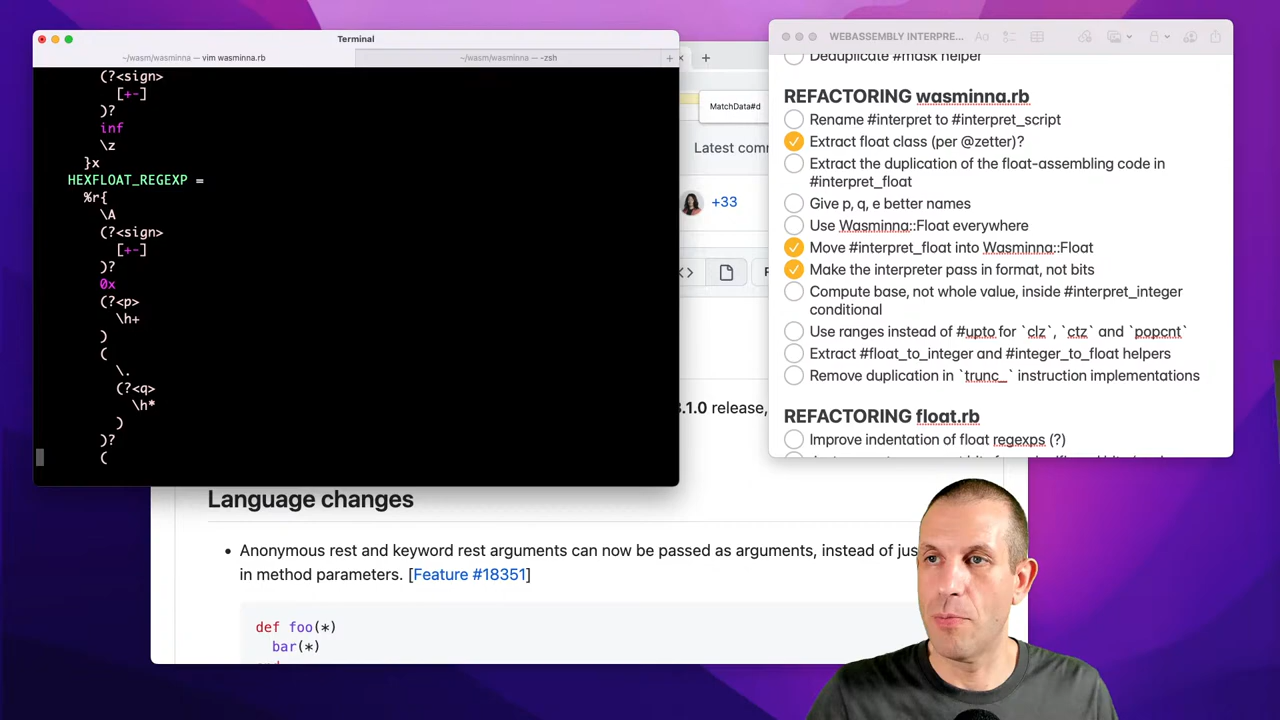 Terminal
~/wasm/wasminna — vim wasminna.rb
~/wasm/wasminna — -zsh
(?<sign>
[+-]
)?
inf
\z
}x
HEXFLOAT_REGEXP =
%r{
\A
(?<sign>
[+-]
)?
0x
(?<p>
\h+
)
(
\.
(?<q>
\h*
)
)?
(
MatchData#d
Latest comm
+33
3.1.0 release,
Language changes
• Anonymous rest and keyword rest arguments can now be passed as arguments, instead of jus
in method parameters. [Feature #18351]
def foo(*)
bar(*)
WEBASSEMBLY INTERPRE...
Deduplicate #mask helper
REFACTORING wasminna.rb
Rename #interpret to #interpret_script
Extract float class (per @zetter)?
Extract the duplication of the float-assembling code in
#interpret_float
Give p, q, e better names
Use Wasminna::Float everywhere
Move #interpret_float into Wasminna::Float
Make the interpreter pass in format, not bits
Compute base, not whole value, inside #interpret_integer
conditional
Use ranges instead of #upto for `clz`, `ctz` and `popcnt`
Extract #float_to_integer and #integer_to_float helpers
Remove duplication in `trunc_` instruction implementations
REFACTORING float.rb
Improve indentation of float regexps (?)